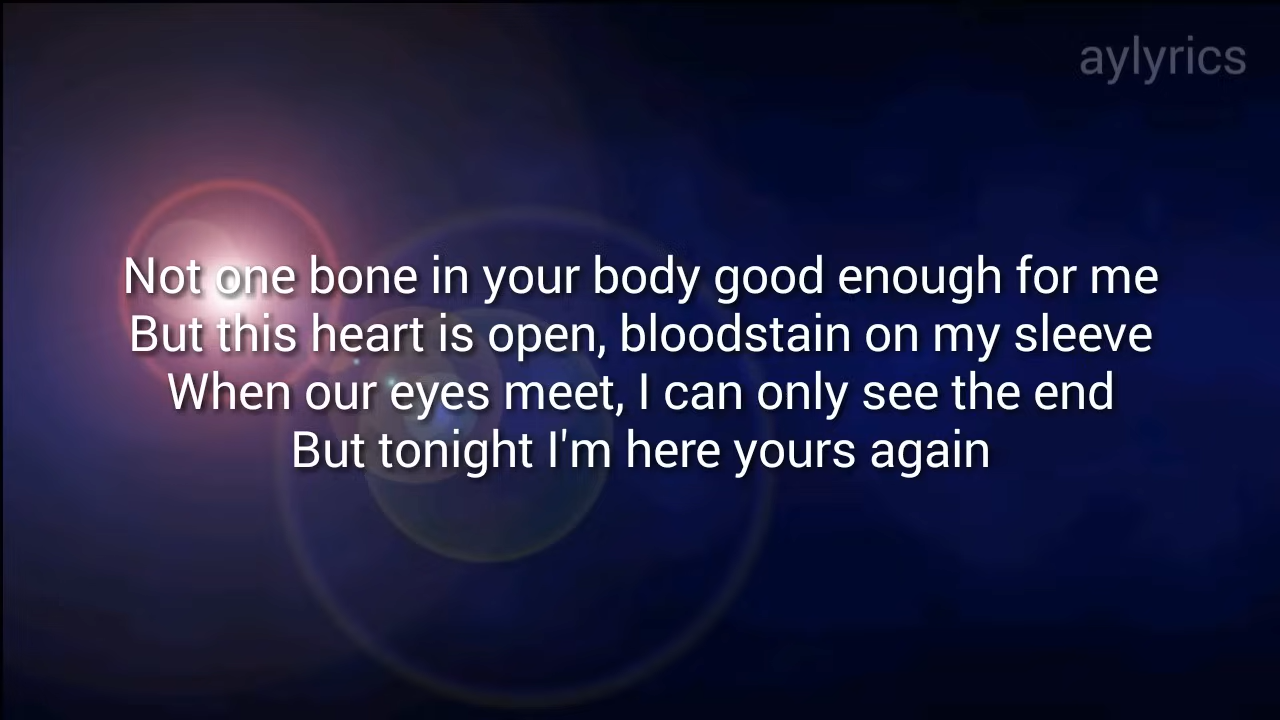 aylyrics
Not one bone in your body good enough for me
But this heart is open, bloodstain on my sleeve
When our eyes meet, I can only see the end
But tonight I'm here yours again